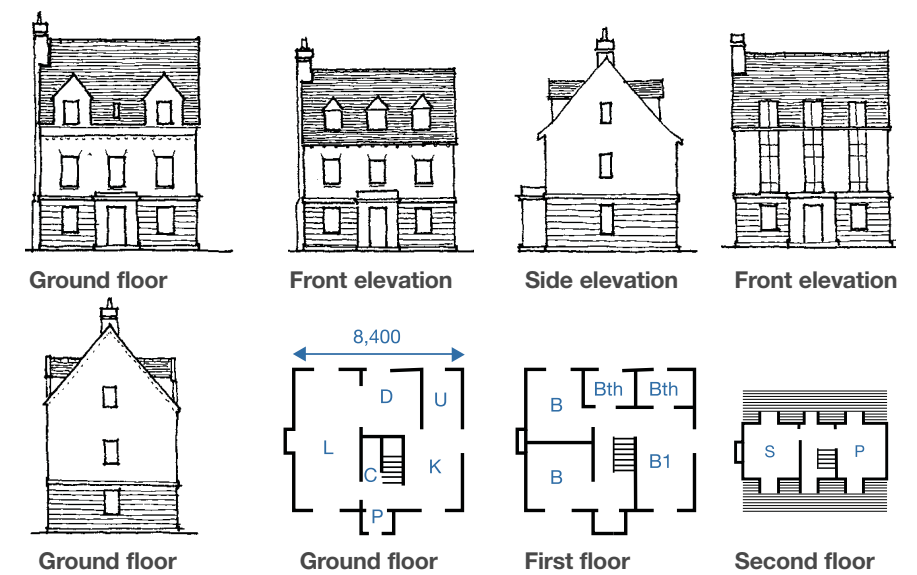 Ground floor
Front elevation
Side elevation
Front elevation
8,400
D
U
L
C
K
P
B
Bth
Bth
B
B1
S
P
Ground floor
Ground floor
First floor
Second floor